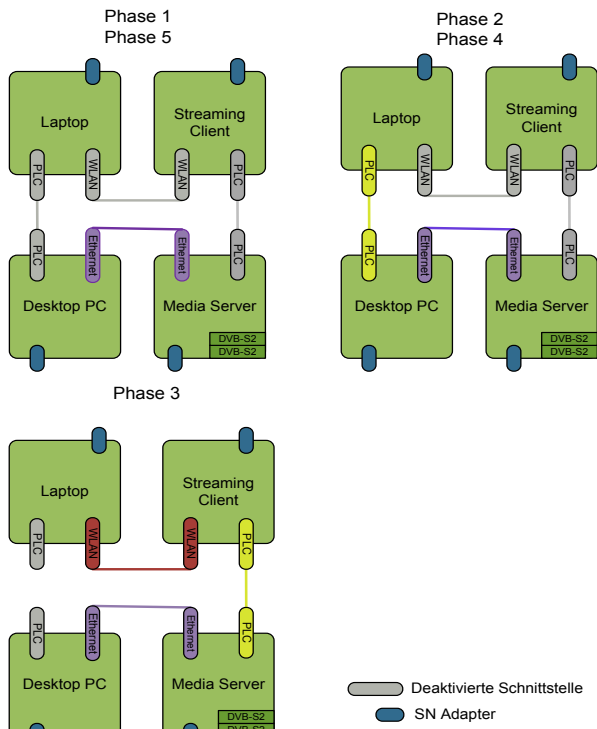 Phase 1
Phase 5
Laptop
Streaming
Client
PLC
WLAN
WLAN
PLC
PLC
Ethernet
Ethernet
PLC
Desktop PC
Media Server
DVB-S2
DVB-S2
Phase 2
Phase 4
Laptop
Streaming
Client
PLC
WLAN
WLAN
PLC
PLC
Ethernet
Ethernet
PLC
Desktop PC
Media Server
DVB-S2
DVB-S2
Phase 3
Laptop
Streaming
Client
PLC
WLAN
WLAN
PLC
PLC
Ethernet
Ethernet
PLC
Desktop PC
Media Server
DVB-S2
DVB-S2
Deaktivierte Schnittstelle
SN Adapter